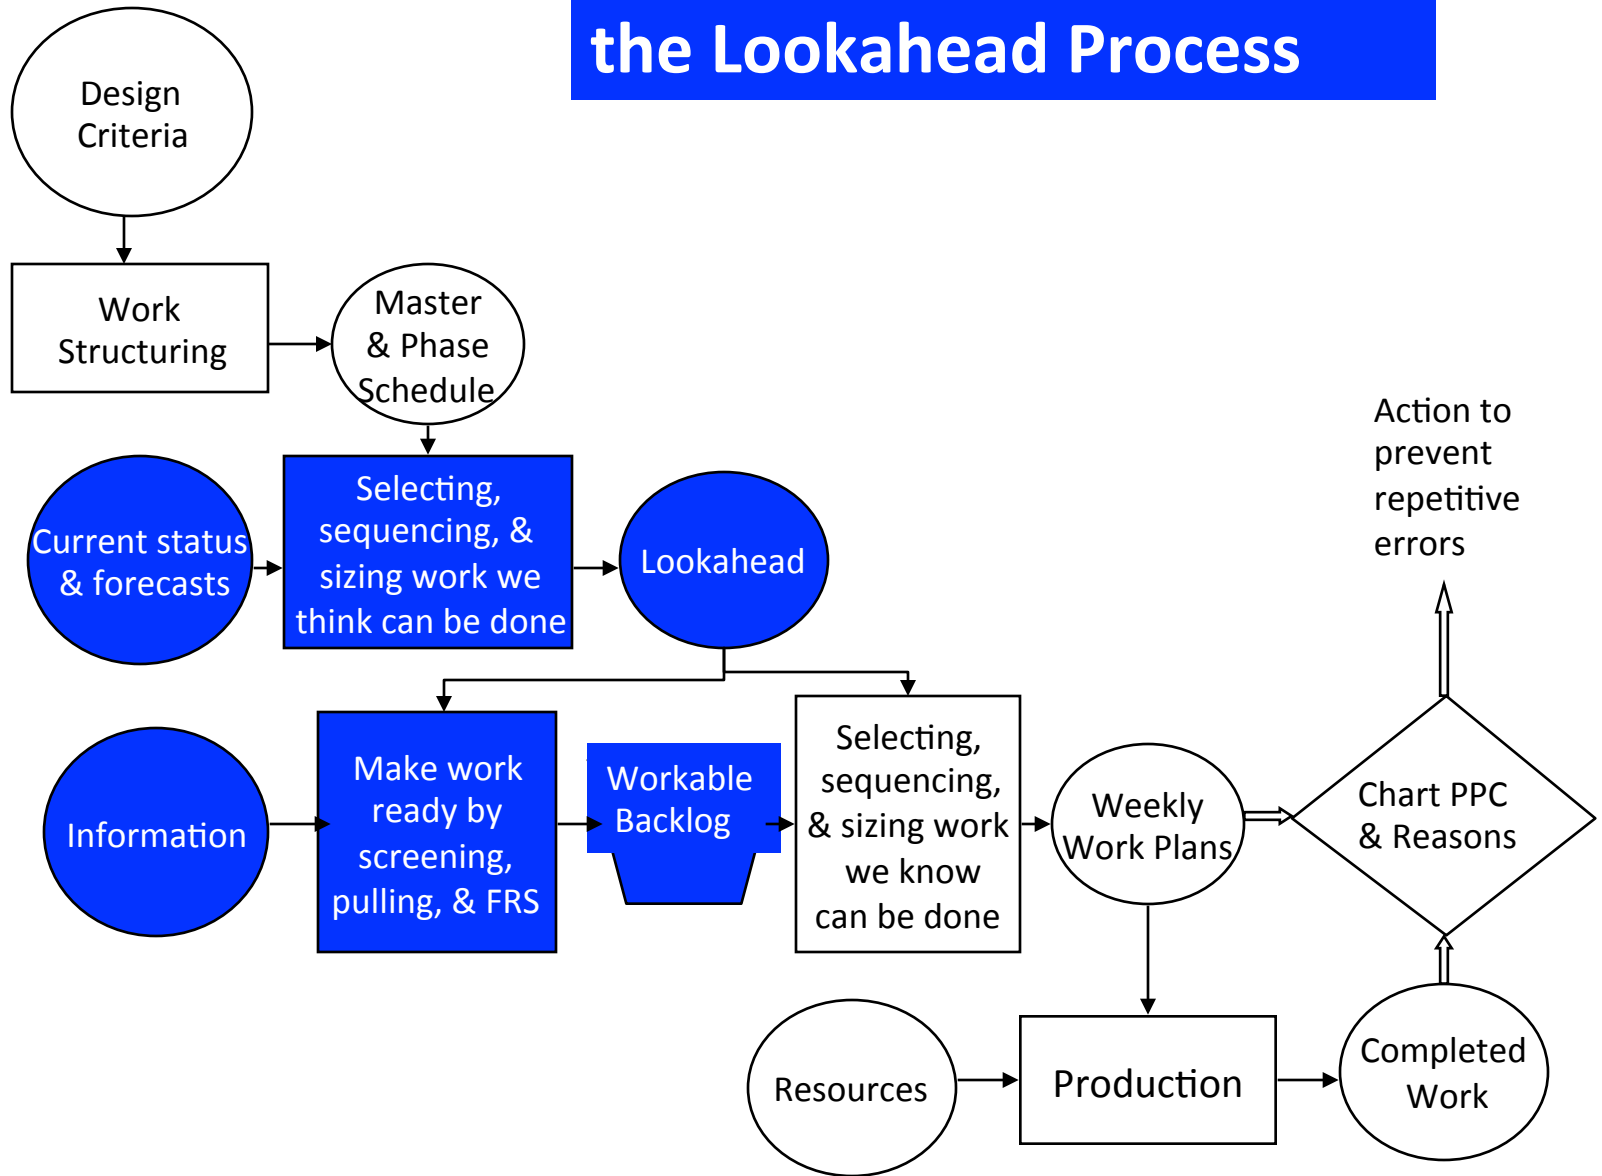 the Lookahead Process
Design
Criteria
Work
Structuring
Master
& Phase
Schedule
Action to
prevent
repetitive
errors
Current status
& forecasts
Selecting,
sequencing, &
sizing work we
think can be done
Lookahead
Information
Make work
ready by
screening,
pulling, & FRS
Workable
Backlog
Selecting,
sequencing,
& sizing work
we know
can be done
Weekly
Work Plans
Chart PPC
& Reasons
Resources
Production
Completed
Work